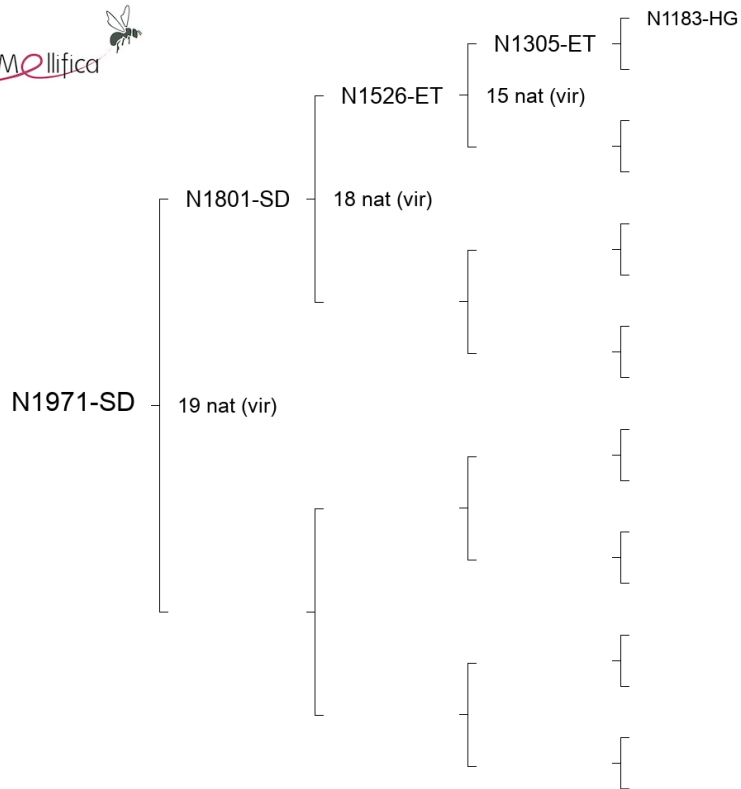 Mellifica
N1183-HG
N1305-ET
N1526-ET
15 nat (vir)
N1801-SD
18 nat (vir)
N1971-SD
19 nat (vir)